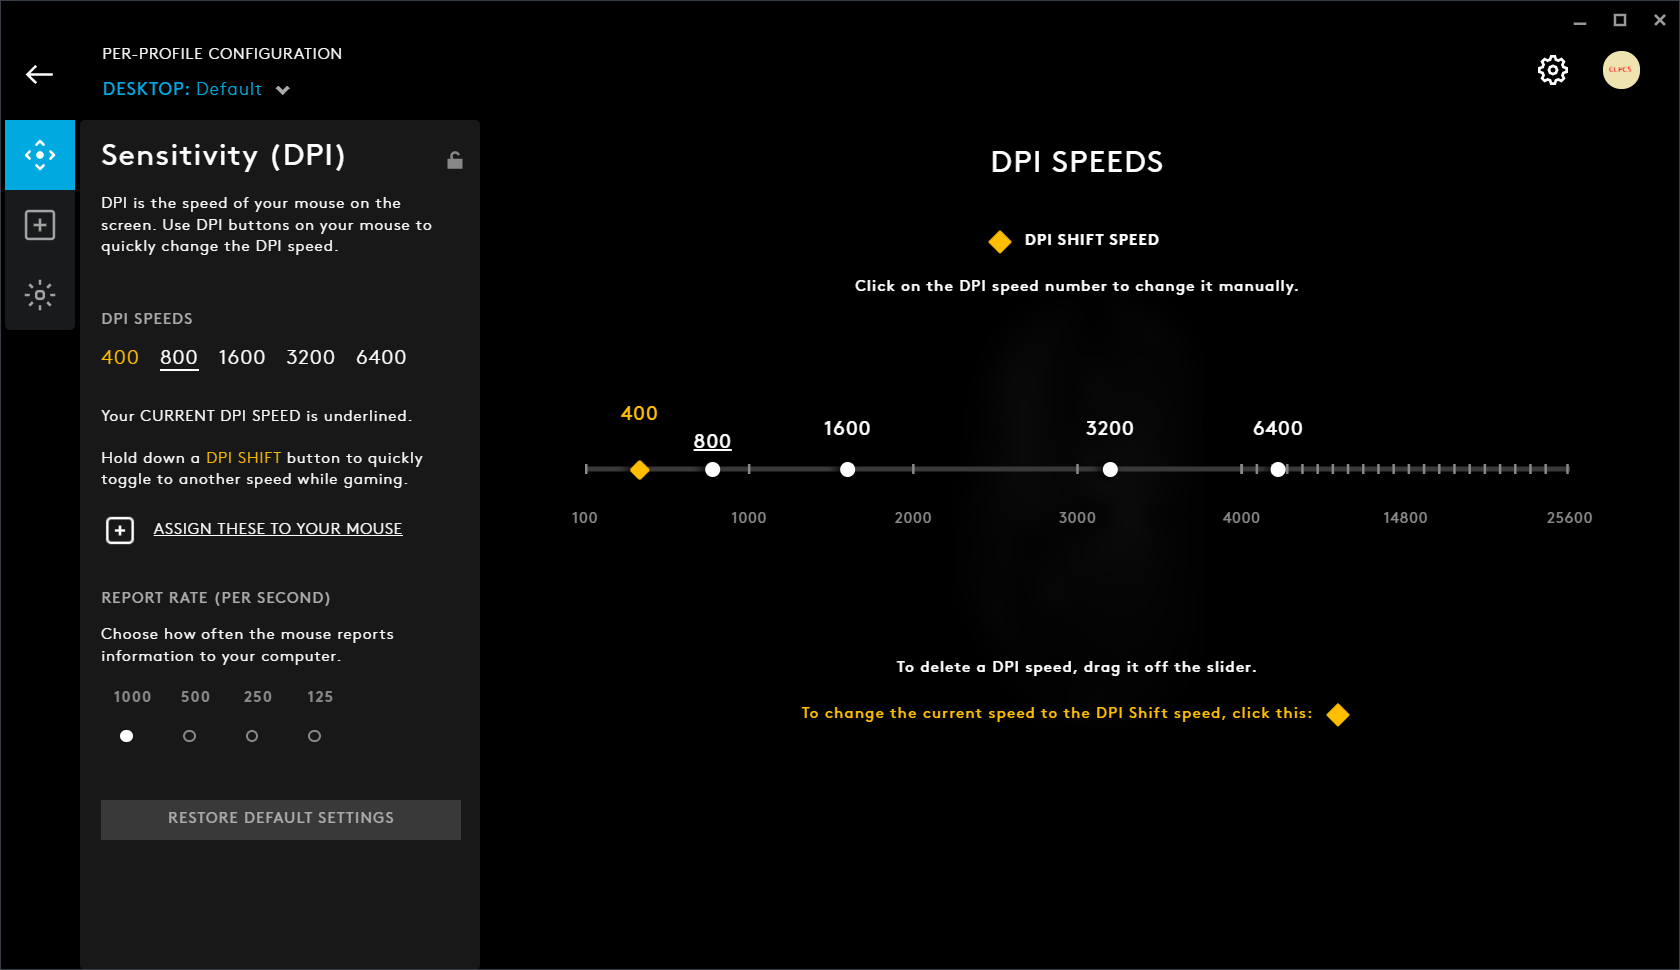 PER-PROFILE CONFIGURATION
DESKTOP: Default
CLPCS
Sensitivity (DPI)
DPI is the speed of your mouse on the
screen. Use DPI buttons on your mouse to
quickly change the DPI speed.
DPI SPEEDS
400 800 1600 3200 6400
Your CURRENT DPI SPEED is underlined.
Hold down a DPI SHIFT button to quickly
toggle to another speed while gaming.
ASSIGN THESE TO YOUR MOUSE
REPORT RATE (PER SECOND)
Choose how often the mouse reports
information to your computer.
1000 500 250 125
RESTORE DEFAULT SETTINGS
DPI SPEEDS
DPI SHIFT SPEED
Click on the DPI speed number to change it manually.
400 800 1600 3200 6400
100 1000 2000 3000 4000 14800 25600
To delete a DPI speed, drag it off the slider.
To change the current speed to the DPI Shift speed, click this: